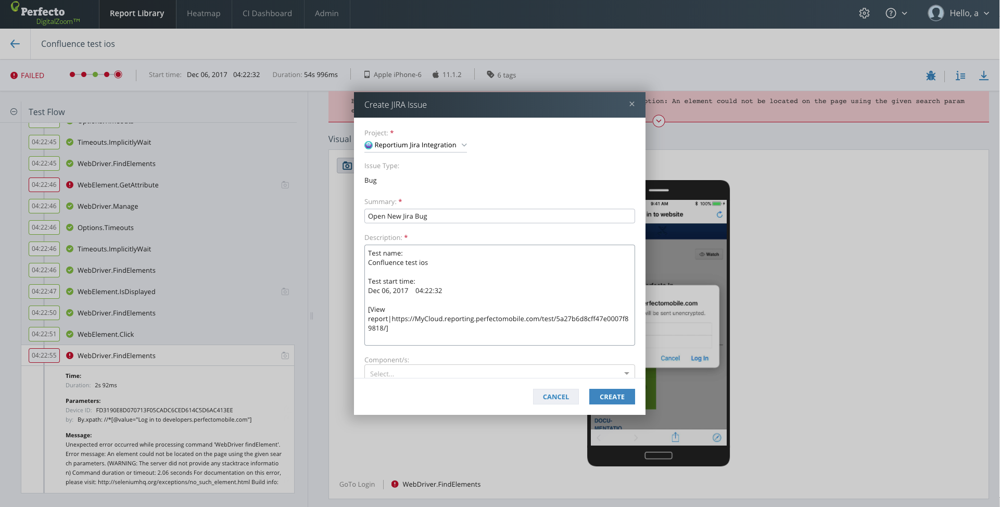 Perfecto
DigitalZoom™
Report Library
Heatmap
CI Dashboard
Admin
Hello, a
Confluence test ios
FAILED
Start time: Dec 06, 2017 04:22:32
Duration: 54s 996ms
Apple iPhone-6
11.1.2
6 tags
Test Flow
04:22:45 Timeouts.ImplicitlyWait
04:22:45 WebDriver.FindElements
04:22:46 WebElement.GetAttribute
04:22:46 WebDriver.Manage
04:22:46 Options.Timeouts
04:22:46 Timeouts.ImplicitlyWait
04:22:46 WebDriver.FindElements
04:22:47 WebElement.IsDisplayed
04:22:50 WebDriver.FindElements
04:22:51 WebElement.Click
04:22:55 WebDriver.FindElements
Time:
Duration: 2s 92ms
Parameters:
Device ID: FD3190E8D070713F05CADC6CED614C5D6AC413EE
by: By.xpath: //*[@value="Log in to developers.perfectomobile.com"]
Message:
Unexpected error occurred while processing command 'WebDriver findElement'.
Error message: An element could not be located on the page using the given sear
ch parameters. (WARNING: The server did not provide any stacktrace informatio
n) Command duration or timeout: 2.06 seconds For documentation on this error,
please visit: http://seleniumhq.org/exceptions/no_such_element.html Build info:
ption: An element could not be located on the page using the given search param
Visual
Create JIRA Issue
Project: *
Reportium Jira Integration
Issue Type:
Bug
Summary: *
Open New Jira Bug
Description: *
Test name:
Confluence test ios
Test start time:
Dec 06, 2017 04:22:32
[View
report|https://MyCloud.reporting.perfectomobile.com/test/5a27b6d8cff47e0007f8
9818/]
Component/s:
Select...
CANCEL
CREATE
9:41 AM
100%
in to website
Watch
erfectomobile.com
will be sent unencrypted.
Cancel
Log In
DOCU-
MENTATIO
GoTo Login
WebDriver.FindElements